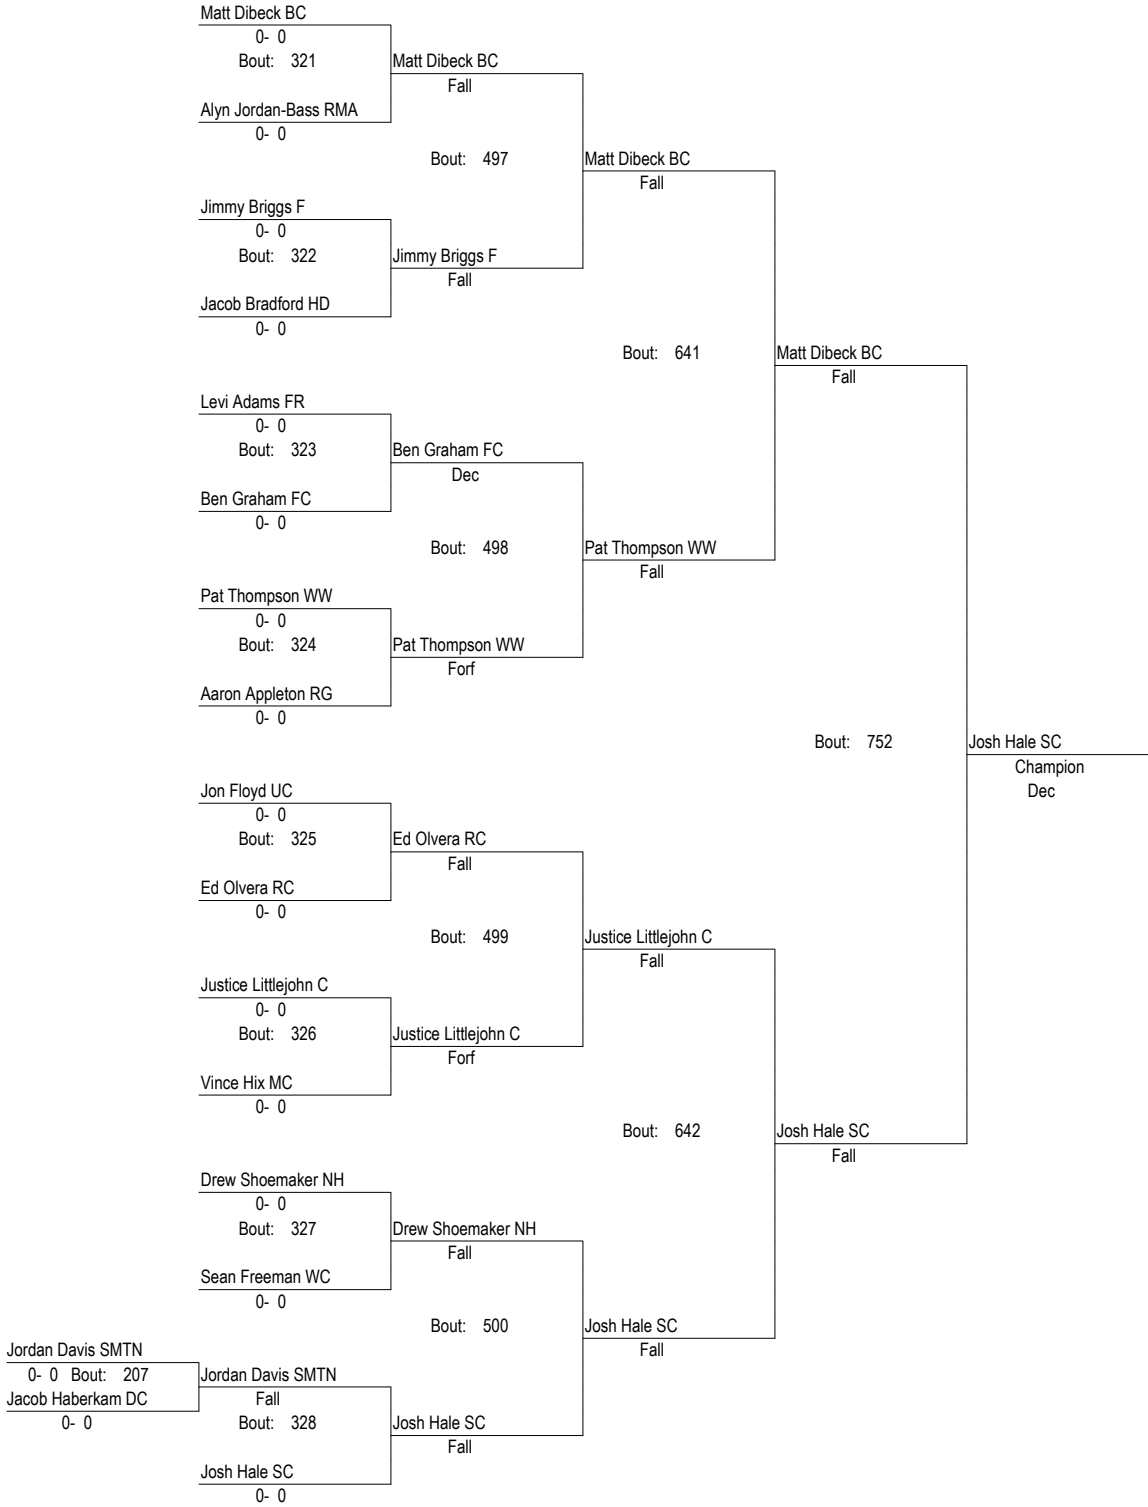 Matt Dibeck BC
0- 0
Bout: 321
Matt Dibeck BC
Fall
Alyn Jordan-Bass RMA
0- 0
Bout: 497
Matt Dibeck BC
Fall
Jimmy Briggs F
0- 0
Bout: 322
Jimmy Briggs F
Fall
Jacob Bradford HD
0- 0
Bout: 641
Matt Dibeck BC
Fall
Levi Adams FR
0- 0
Bout: 323
Ben Graham FC
Dec
Ben Graham FC
0- 0
Bout: 498
Pat Thompson WW
Fall
Pat Thompson WW
0- 0
Bout: 324
Pat Thompson WW
Forf
Aaron Appleton RG
0- 0
Bout: 752
Josh Hale SC
Champion
Dec
Jon Floyd UC
0- 0
Bout: 325
Ed Olvera RC
Fall
Ed Olvera RC
0- 0
Bout: 499
Justice Littlejohn C
Fall
Justice Littlejohn C
0- 0
Bout: 326
Justice Littlejohn C
Forf
Vince Hix MC
0- 0
Bout: 642
Josh Hale SC
Fall
Drew Shoemaker NH
0- 0
Bout: 327
Drew Shoemaker NH
Fall
Sean Freeman WC
0- 0
Bout: 500
Josh Hale SC
Fall
Jordan Davis SMTN
0- 0 Bout: 207
Jordan Davis SMTN
Fall
Jacob Haberkam DC
0- 0
Bout: 328
Josh Hale SC
Fall
Josh Hale SC
0- 0